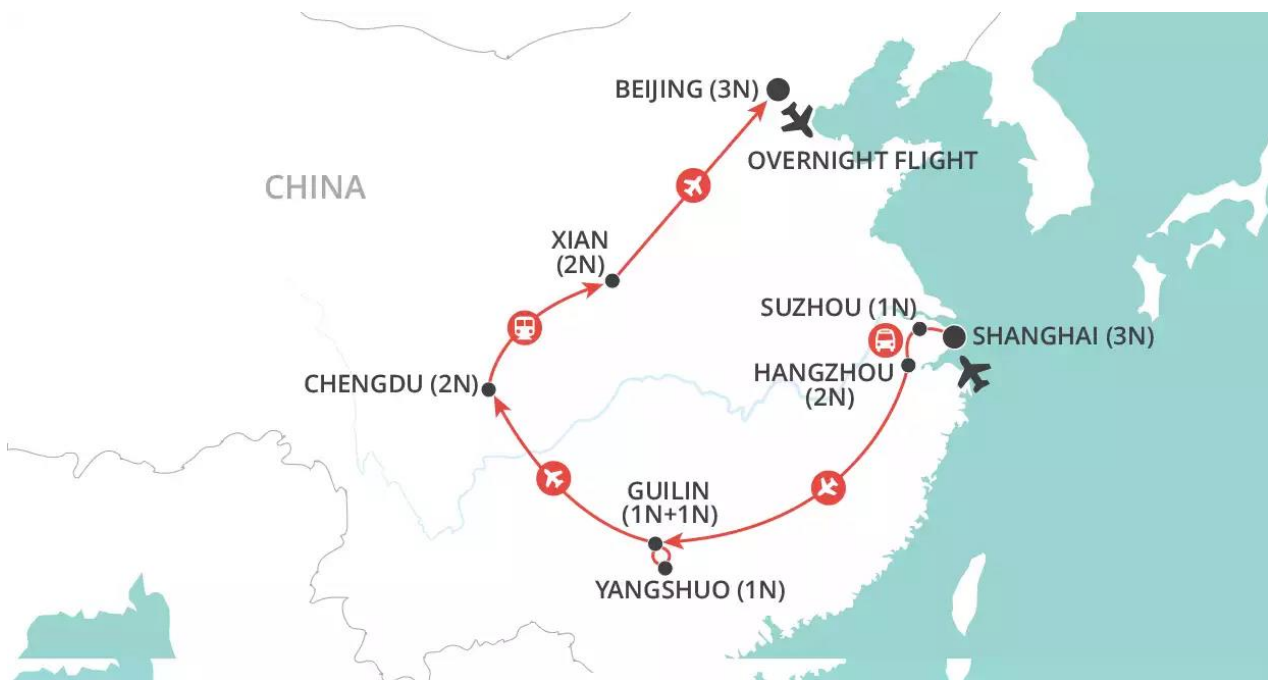 BEIJING (3N)
OVERNIGHT FLIGHT
CHINA
XIAN
(2N)
SUZHOU (1N)
SHANGHAI (3N)
HANGZHOU
(2N)
CHENGDU (2N)
GUILIN
(1N+1N)
YANGSHUO (1N)